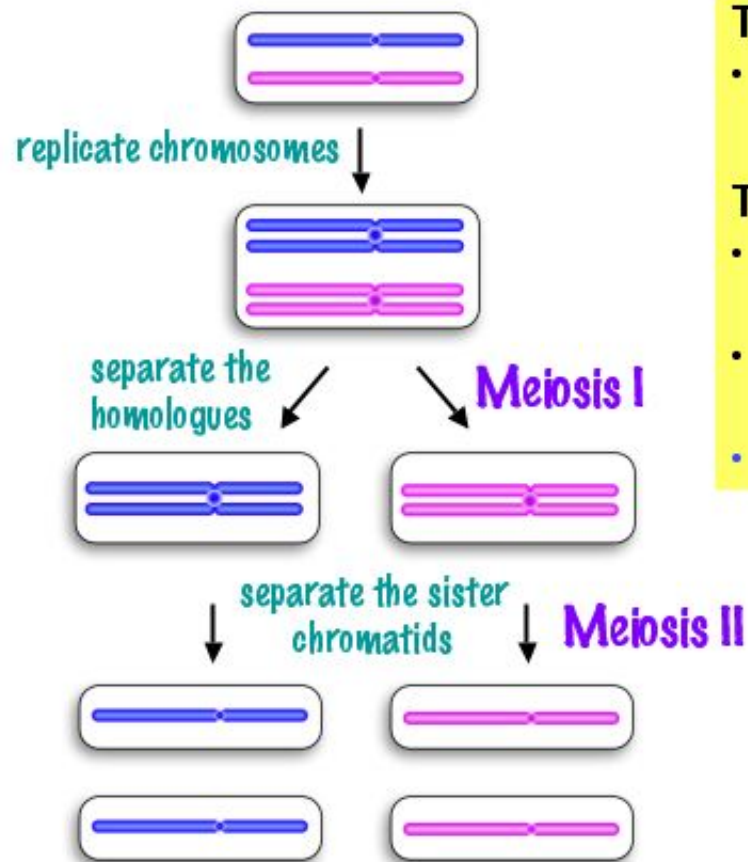 replicate chromosomes
separate the
homologues
Meiosis I
separate the sister
chromatids
Meiosis II
T
T